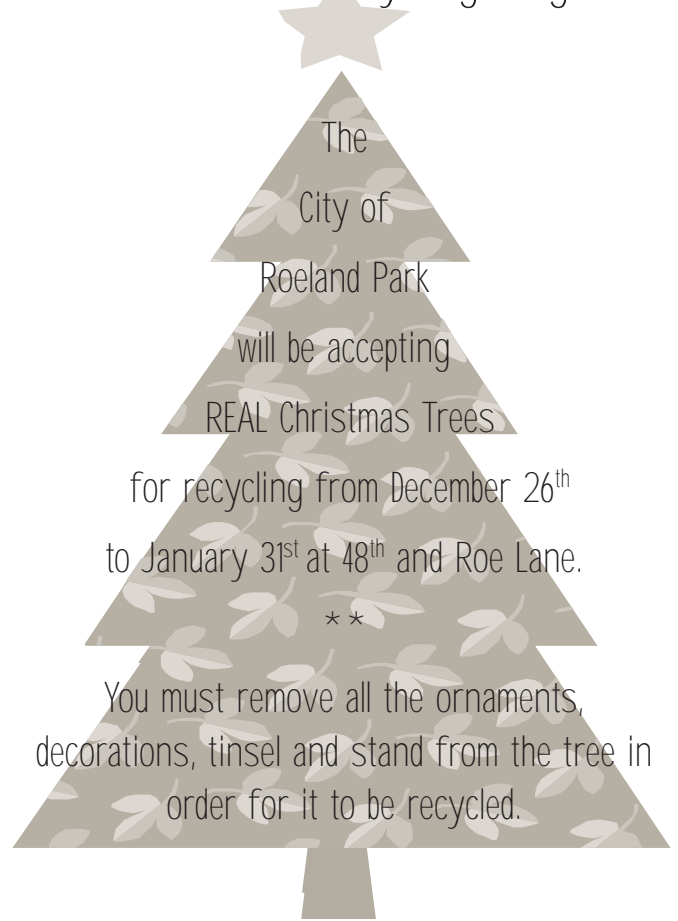 The
City of
Roeland Park
will be accepting
REAL Christmas Trees
for recycling from December 26th
to January 31st at 48th and Roe Lane.
**
You must remove all the ornaments,
decorations, tinsel and stand from the tree in
order for it to be recycled.